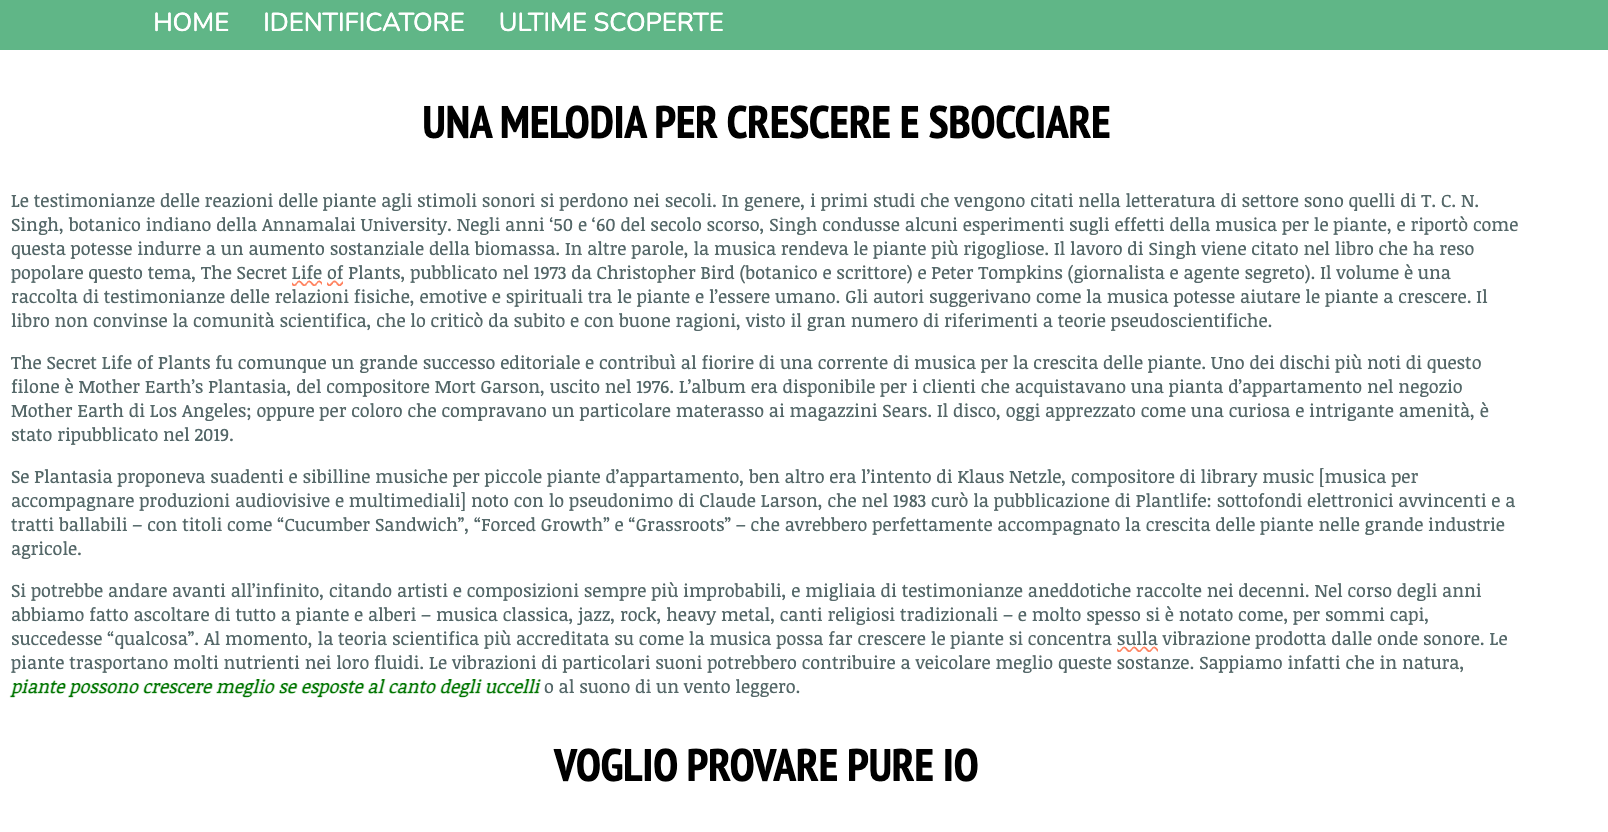 HOME IDENTIFICATORE ULTIME SCOPERTE
UNA MELODIA PER CRESCERE E SBOCCIARE
Le testimonianze delle reazioni delle piante agli stimoli sonori si perdono nei secoli. In genere, i primi studi che vengono citati nella letteratura di settore sono quelli di T. C. N.
Singh, botanico indiano della Annamalai University. Negli anni ‘50 e ‘60 del secolo scorso, Singh condusse alcuni esperimenti sugli effetti della musica per le piante, e riportò come
questa potesse indurre a un aumento sostanziale della biomassa. In altre parole, la musica rendeva le piante più rigogliose. Il lavoro di Singh viene citato nel libro che ha reso
popolare questo tema, The Secret Life of Plants, pubblicato nel 1973 da Christopher Bird (botanico e scrittore) e Peter Tompkins (giornalista e agente segreto). Il volume è una
raccolta di testimonianze delle relazioni fisiche, emotive e spirituali tra le piante e l’essere umano. Gli autori suggerivano come la musica potesse aiutare le piante a crescere. Il
libro non convinse la comunità scientifica, che lo criticò da subito e con buone ragioni, visto il gran numero di riferimenti a teorie pseudoscientifiche.
The Secret Life of Plants fu comunque un grande successo editoriale e contribuì al fiorire di una corrente di musica per la crescita delle piante. Uno dei dischi più noti di questo
filone è Mother Earth’s Plantasia, del compositore Mort Garson, uscito nel 1976. L’album era disponibile per i clienti che acquistavano una pianta d’appartamento nel negozio
Mother Earth di Los Angeles; oppure per coloro che compravano un particolare materasso ai magazzini Sears. Il disco, oggi apprezzato come una curiosa e intrigante amenità, è
stato ripubblicato nel 2019.
Se Plantasia proponeva suadenti e sibilline musiche per piccole piante d’appartamento, ben altro era l’intento di Klaus Netzle, compositore di library music [musica per
accompagnare produzioni audiovisive e multimediali] noto con lo pseudonimo di Claude Larson, che nel 1983 curò la pubblicazione di Plantlife: sottofondi elettronici avvincenti e a
tratti ballabili – con titoli come “Cucumber Sandwich”, “Forced Growth” e “Grassroots” – che avrebbero perfettamente accompagnato la crescita delle piante nelle grande industrie
agricole.
Si potrebbe andare avanti all’infinito, citando artisti e composizioni sempre più improbabili, e migliaia di testimonianze aneddotiche raccolte nei decenni. Nel corso degli anni
abbiamo fatto ascoltare di tutto a piante e alberi – musica classica, jazz, rock, heavy metal, canti religiosi tradizionali – e molto spesso si è notato come, per sommi capi,
succedesse “qualcosa”. Al momento, la teoria scientifica più accreditata su come la musica possa far crescere le piante si concentra sulla vibrazione prodotta dalle onde sonore. Le
piante trasportano molti nutrienti nei loro fluidi. Le vibrazioni di particolari suoni potrebbero contribuire a veicolare meglio queste sostanze. Sappiamo infatti che in natura,
piante possono crescere meglio se esposte al canto degli uccelli o al suono di un vento leggero.
VOGLIO PROVARE PURE IO